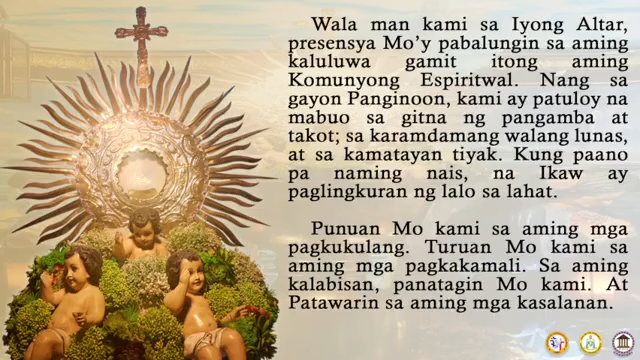 Wala man kami sa Iyong Altar,
presensya Mo’y pabalungin sa aming
kaluluwa gamit itong aming
Komunyong Espiritwal. Nang sa
gayon Panginoon, kami ay patuloy na
mabuo sa gitna ng pangamba at
takot; sa karamdamang walang lunas,
at sa kamatayan tiyak. Kung paano
pa naming nais, na Ikaw ay
paglingkuran ng lalo sa lahat.
Punuan Mo kami sa aming mga
pagkukulang. Turuan Mo kami sa
aming mga pagkakamali. Sa aming
kalabisan, panatagin Mo kami. At
Patawarin sa aming mga kasalanan.